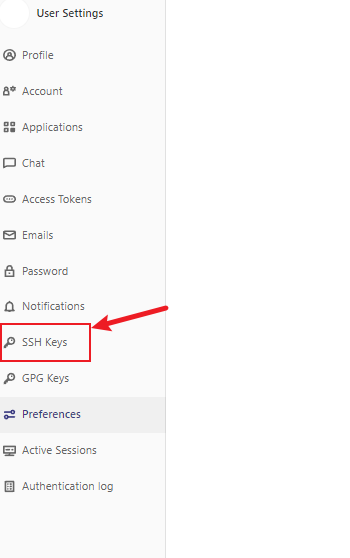 User Settings
Profile
Account
Applications
Chat
Access Tokens
Emails
Password
Notifications
SSH Keys
GPG Keys
Preferences
Active Sessions
Authentication log